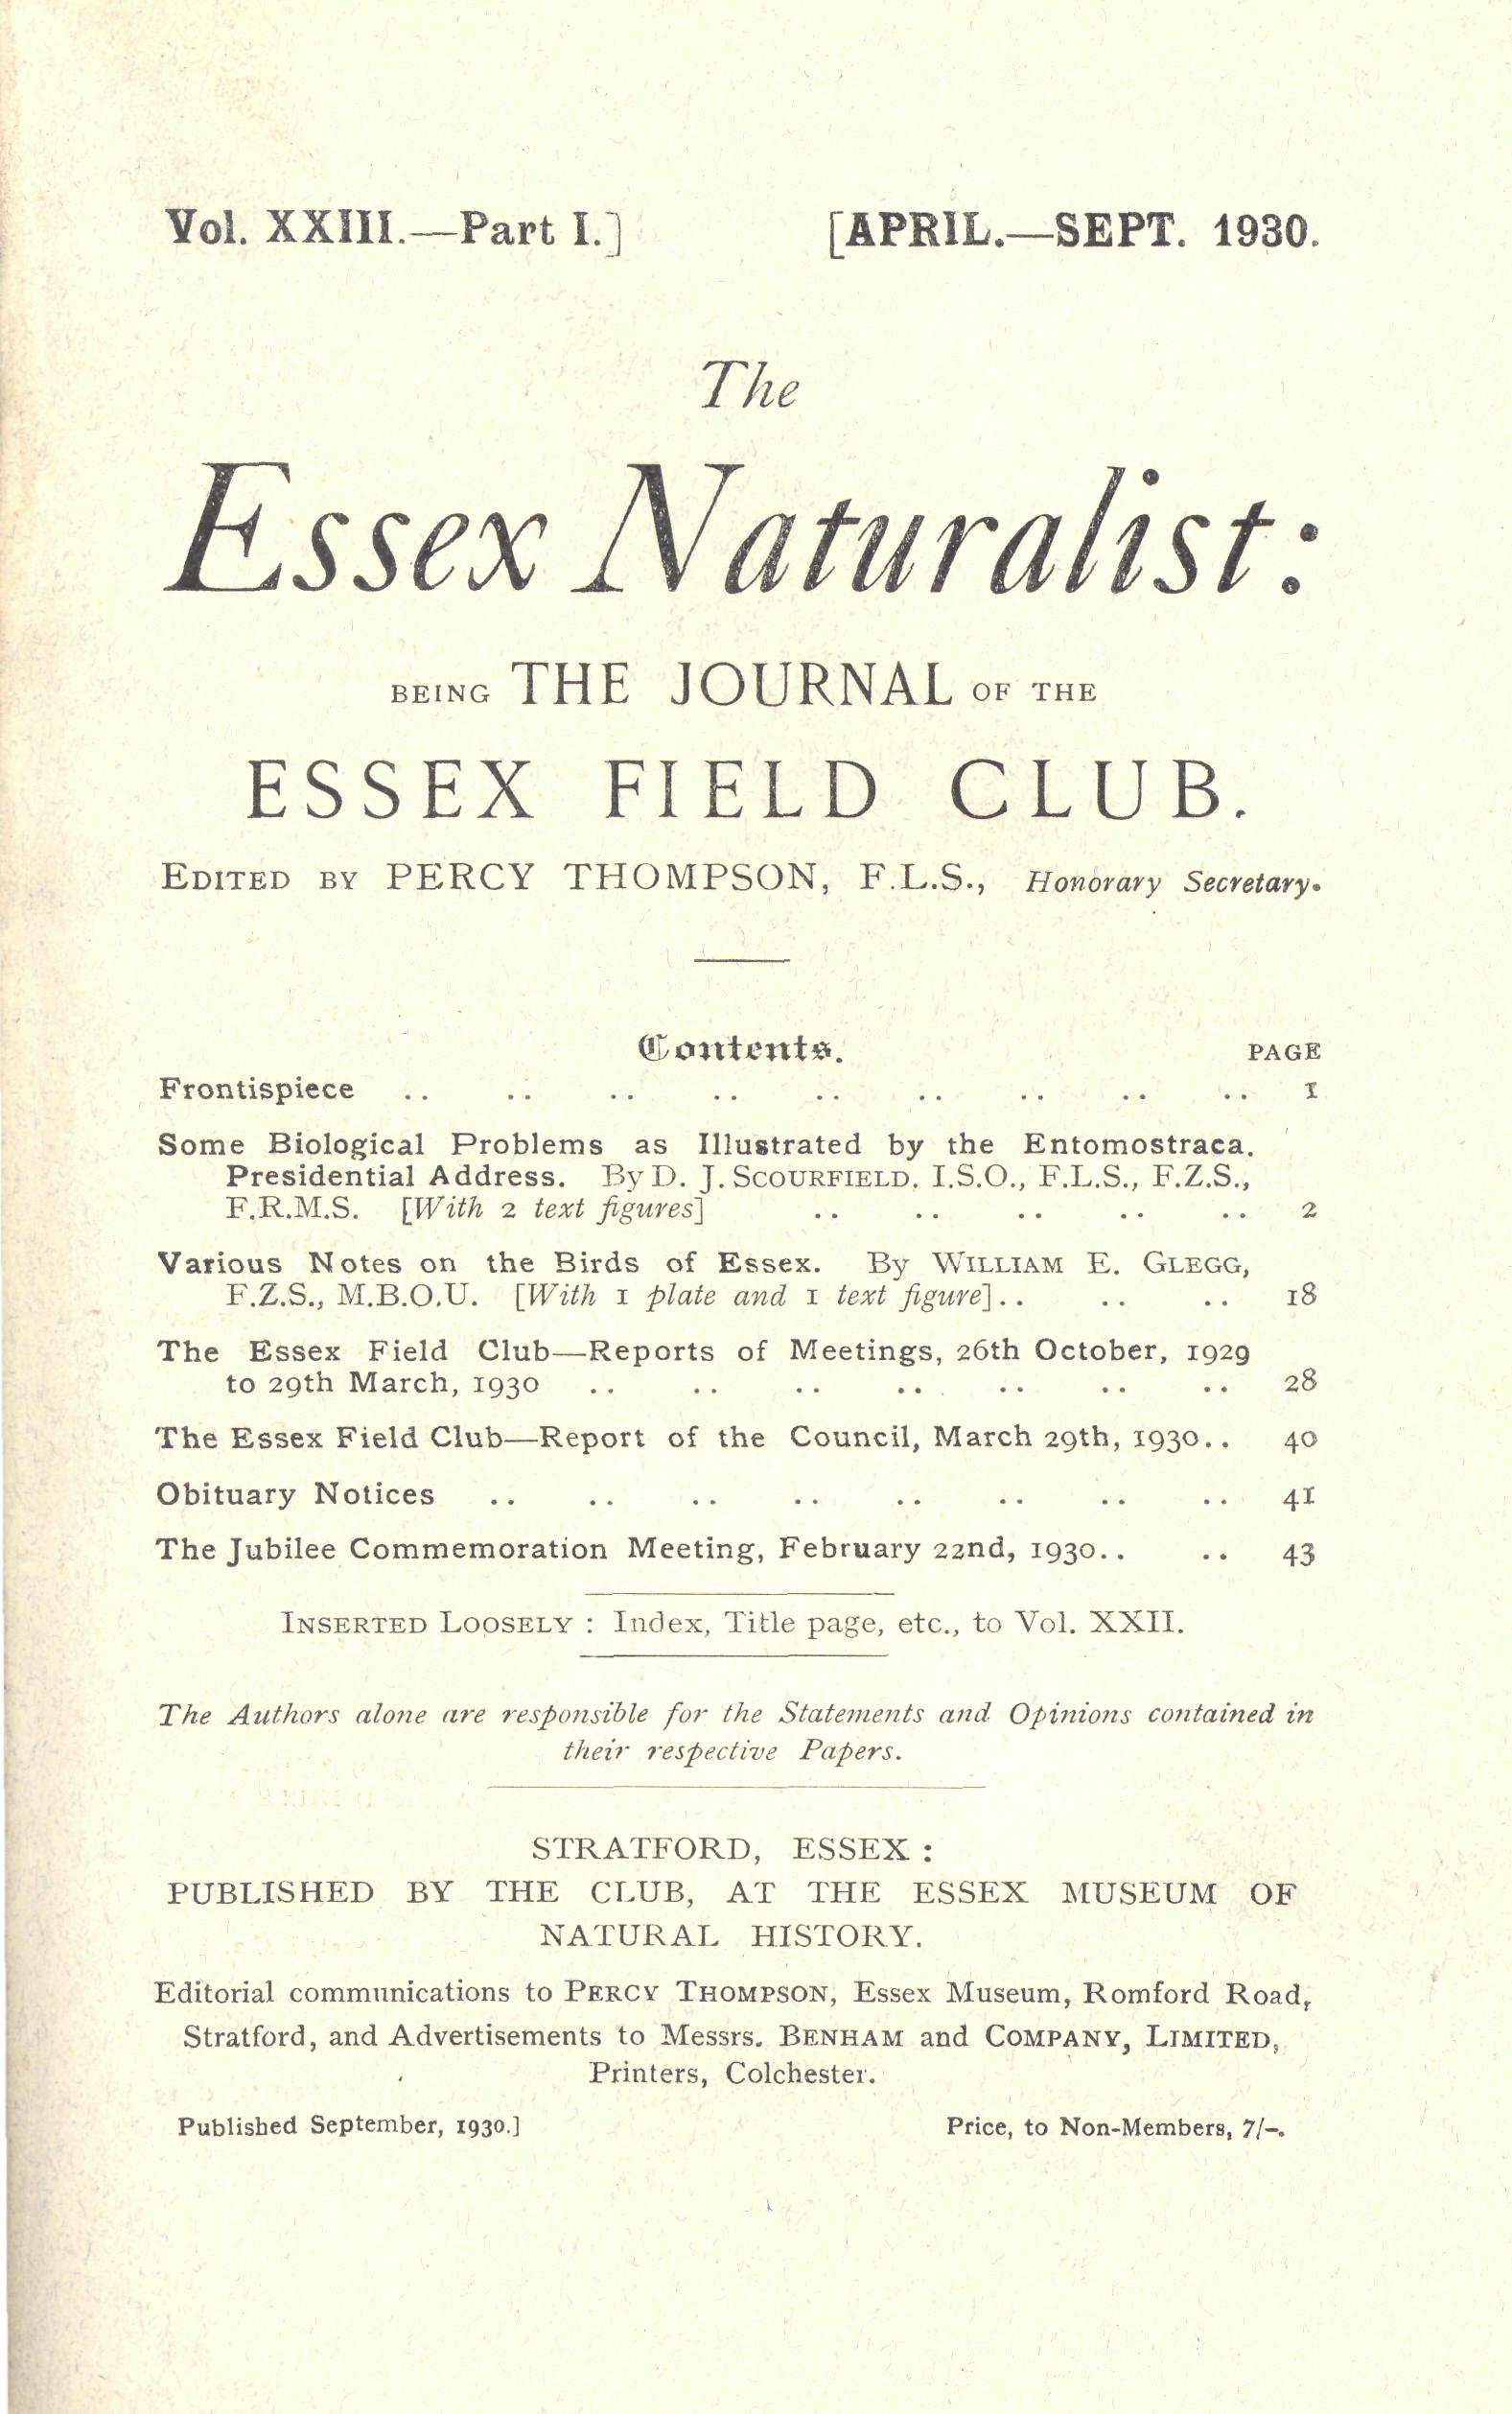 Vol. XXIII.—Part I.] [APRIL.—SEPT. 1930.
The
Essex Naturalist:
BEING THE JOURNAL OF THE
ESSEX FIELD CLUB.
EDITED BY PERCY THOMPSON, F.L.S., Honorary Secretary.
Contents.
PAGE
Frontispiece .. .. .. .. .. .. .. .. .. 1
Some Biological Problems as Illustrated by the Entomostraca.
Presidential Address. By D. J. SCOURFIELD, I.S.O., F.L.S., F.Z.S.,
F.R.M.S. [With 2 text figures] .. .. .. .. .. 2
Various Notes on the Birds of Essex. By WILLIAM E. GLEGG,
F.Z.S., M.B.O.U. [With 1 plate and 1 text figure].. .. .. 18
The Essex Field Club—Reports of Meetings, 26th October, 1929
to 29th March, 1930 .. .. .. .. .. .. .. 28
The Essex Field Club—Report of the Council, March 29th, 1930.. 40
Obituary Notices .. .. .. .. .. .. .. .. 41
The Jubilee Commemoration Meeting, February 22nd, 1930.. .. 43
INSERTED LOOSELY : Index, Title page, etc., to Vol. XXII.
The Authors alone are responsible for the Statements and Opinions contained in
their respective Papers.
STRATFORD, ESSEX :
PUBLISHED BY THE CLUB, AT THE ESSEX MUSEUM OF
NATURAL HISTORY.
Editorial communications to PERCY THOMPSON, Essex Museum, Romford Road,
Stratford, and Advertisements to Messrs. BENHAM and COMPANY, LIMITED,
Printers, Colchester.
Published September, 1930.] Price, to Non-Members, 7/-.